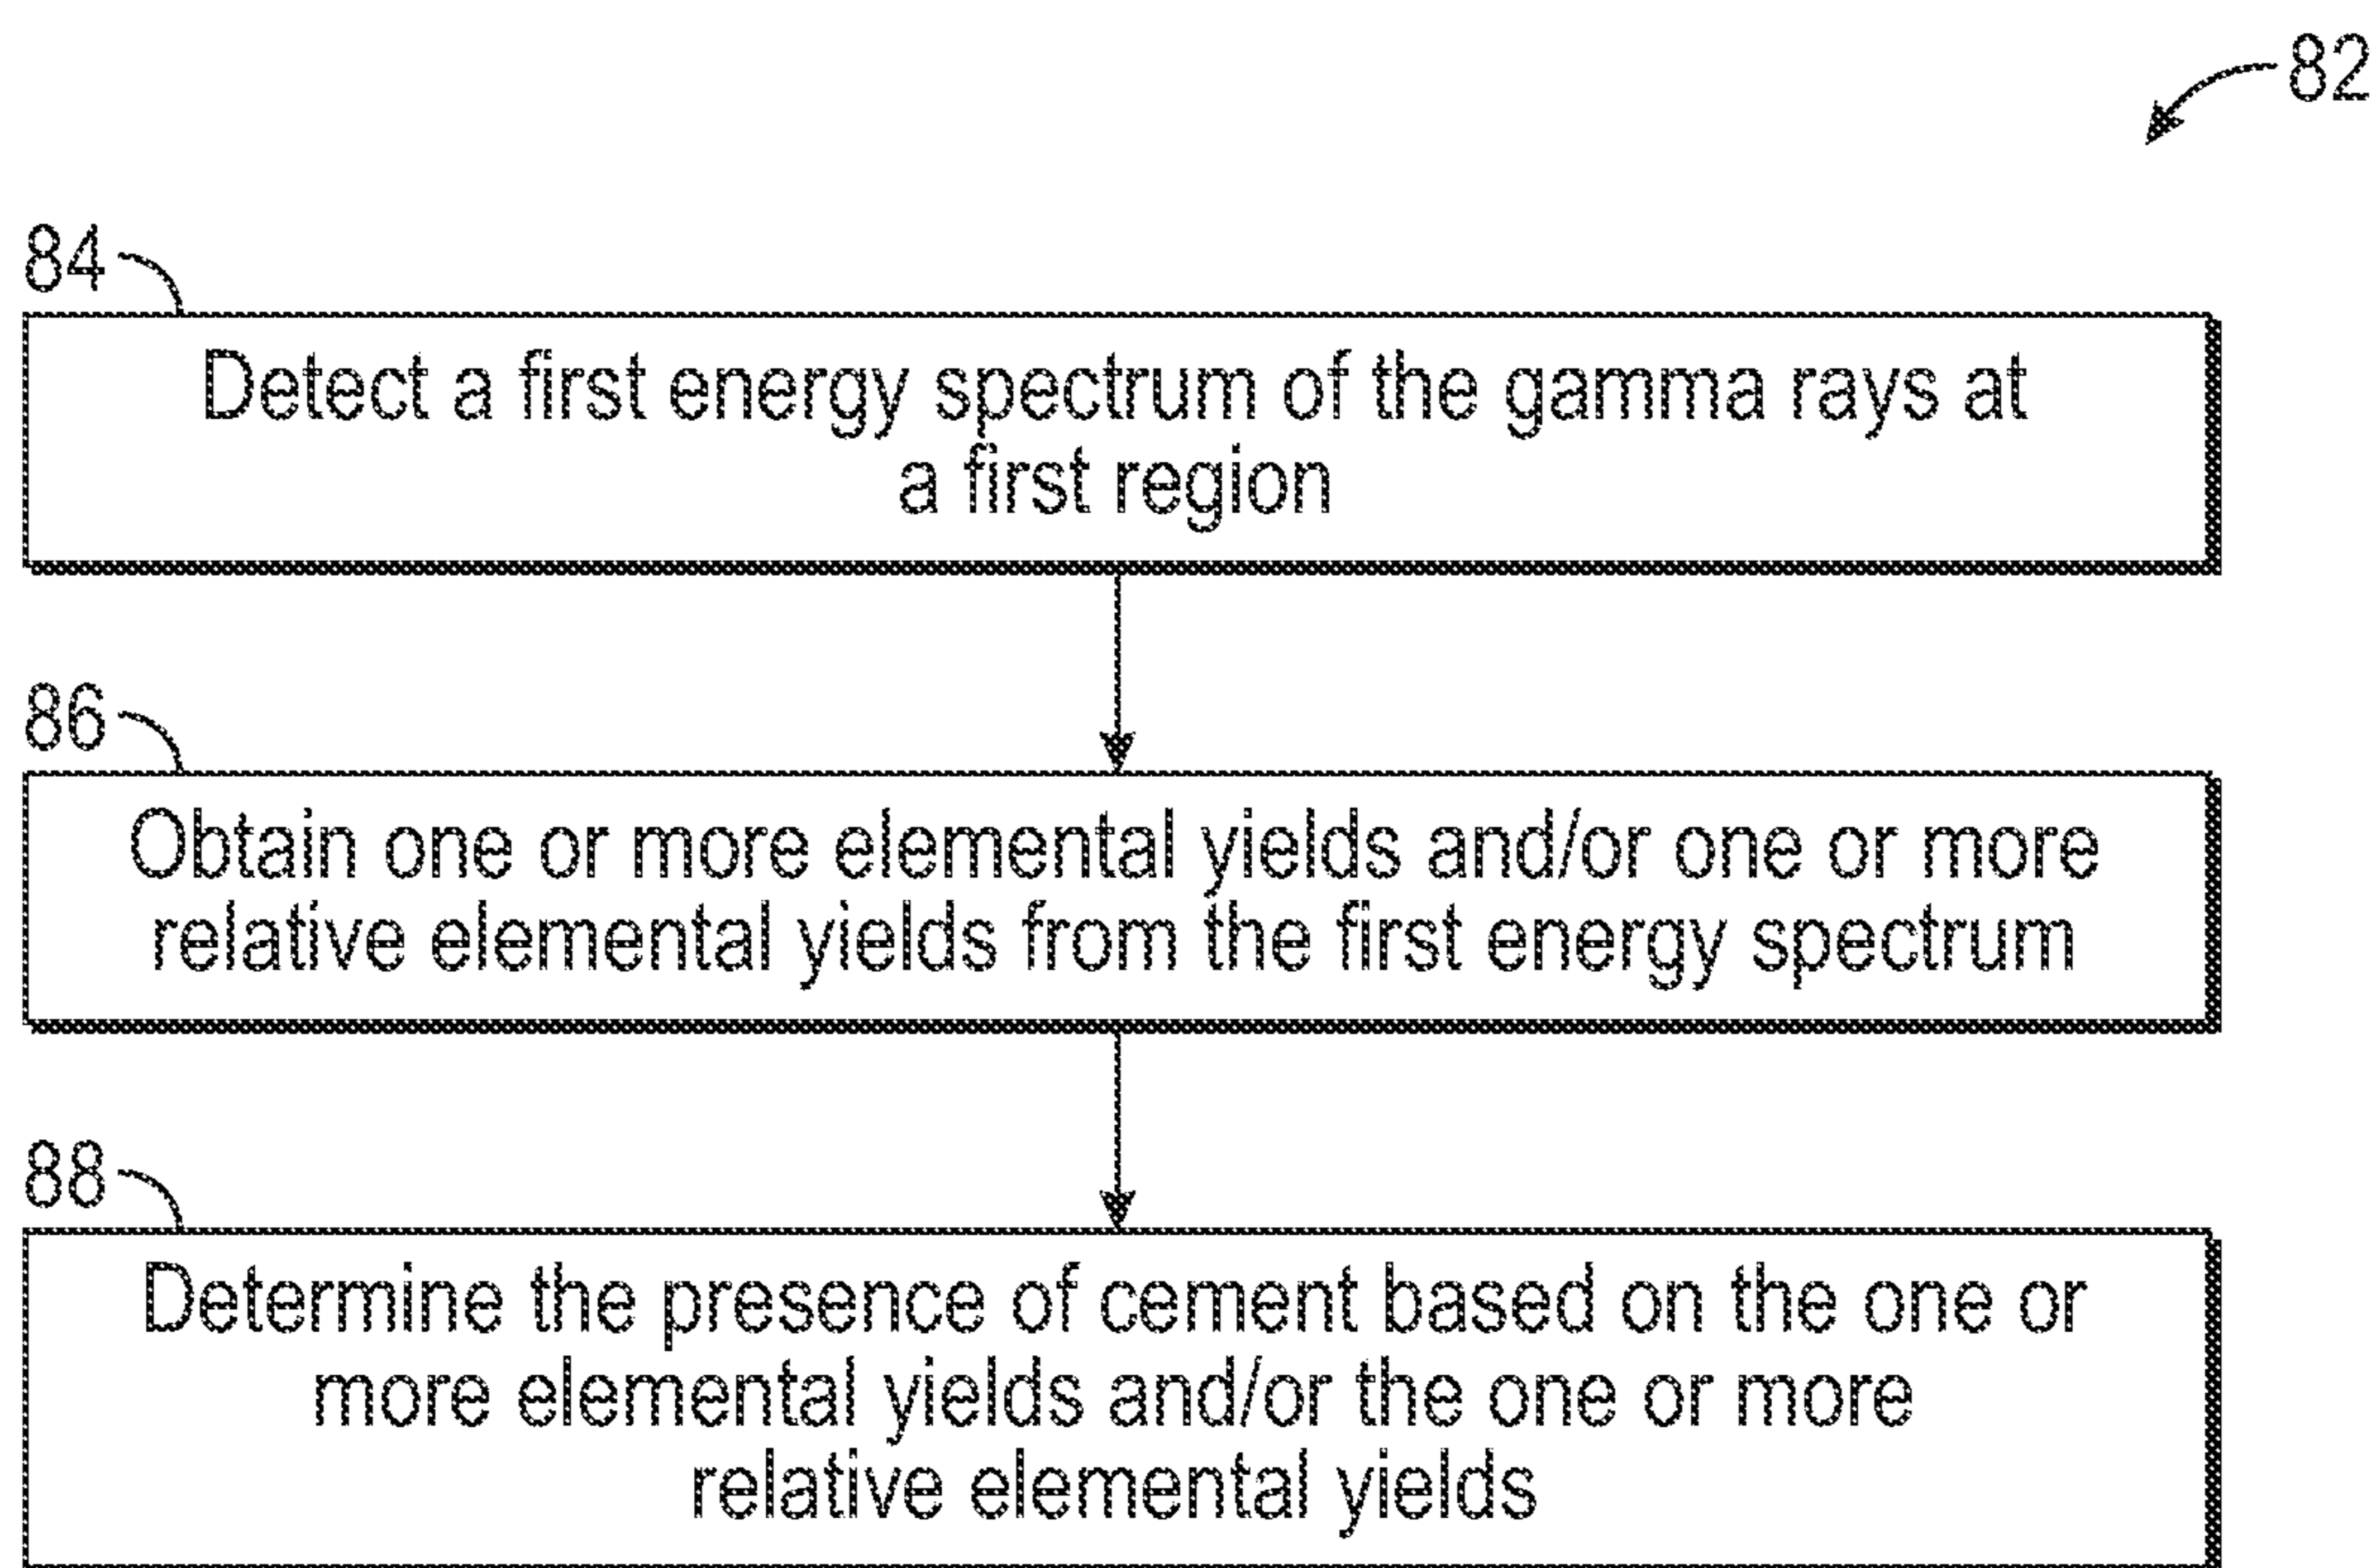 82
84
Detect a first energy spectrum of the gamma rays at
a first region
86
Obtain one or more elemental yields and/or one or more
relative elemental yields from the first energy spectrum
88
Determine the presence of cement based on the one or
more elemental yields and/or the one or more
relative elemental yields